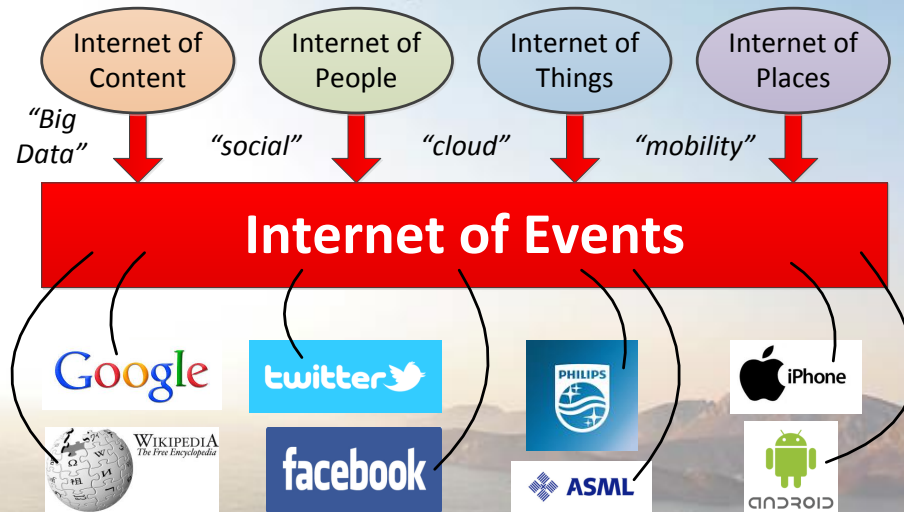 Internet of
Content
Internet of
People
Internet of
Things
Internet of
Places
“Big
Data”
“social”
“cloud”
“mobility”
Internet of Events
Google
twitter
PHILIPS
iPhone
WIKIPEDIA
The Free Encyclopedia
facebook
ASML
ANDROID